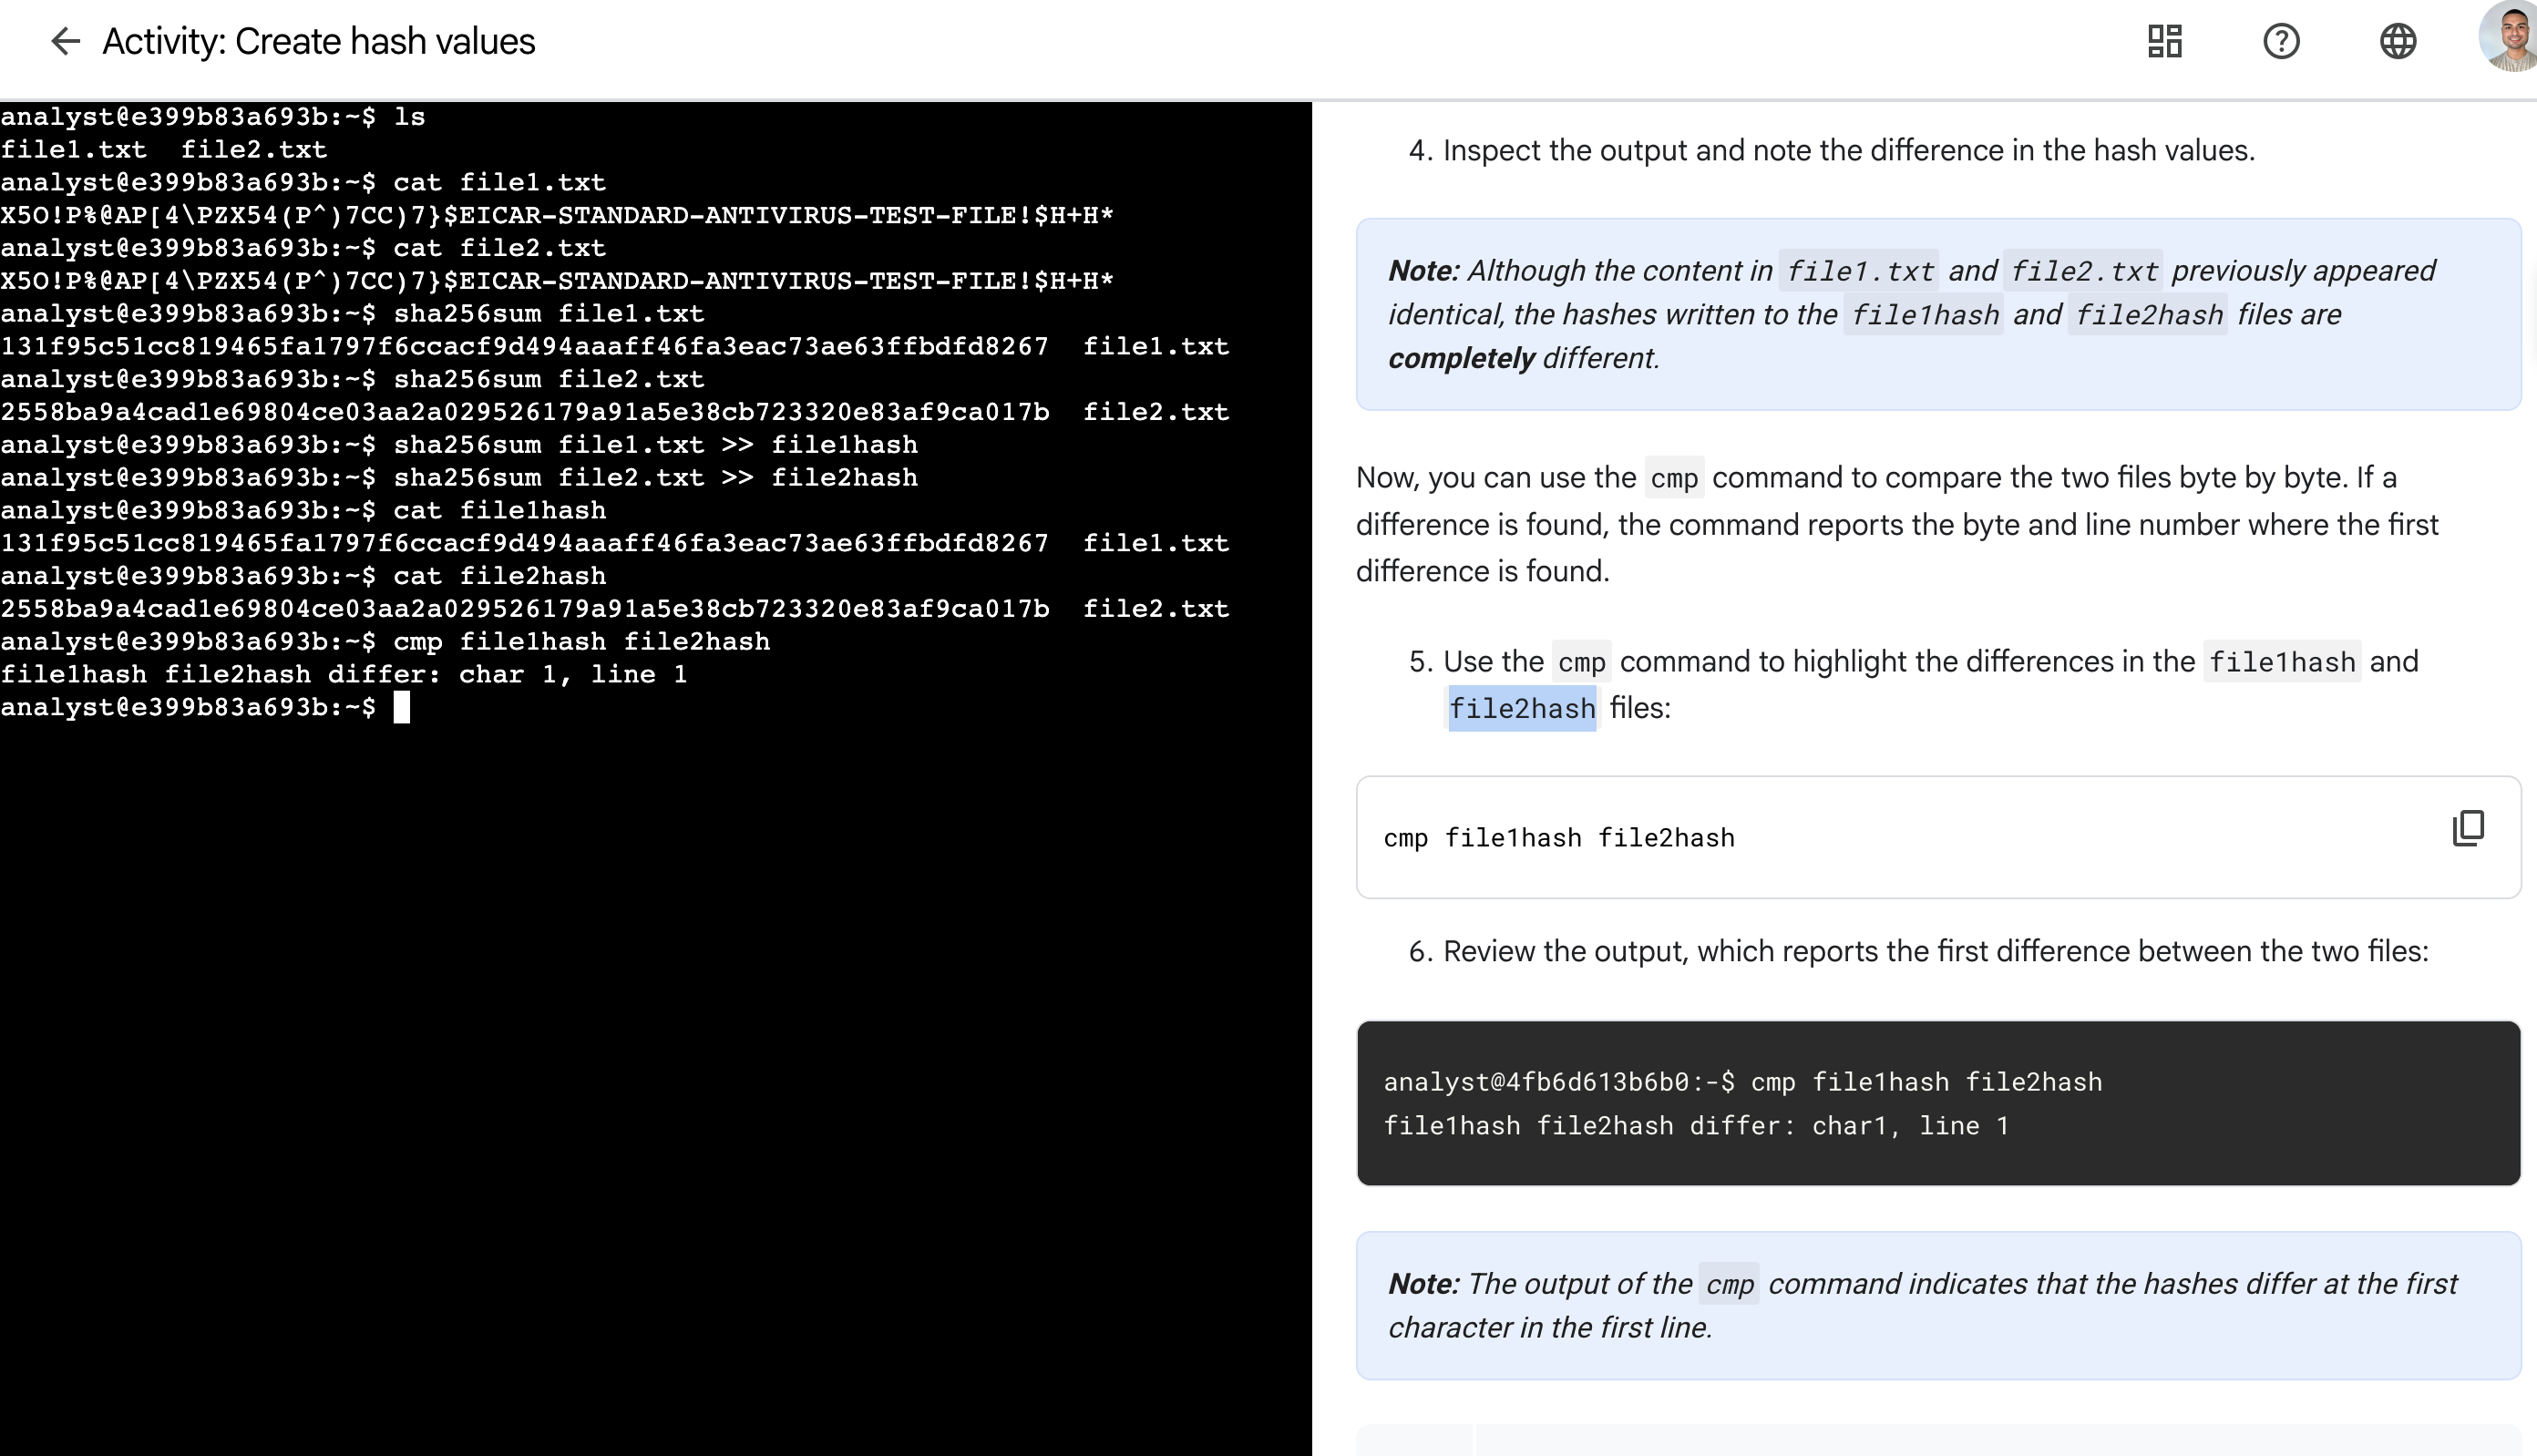 Activity: Create hash values
analyst@e399b83a693b:~$ ls
file1.txt  file2.txt
analyst@e399b83a693b:~$ cat file1.txt
X5O!P%@AP[4\PZX54(P^)7CC)7}$EICAR-STANDARD-ANTIVIRUS-TEST-FILE!$H+H*
analyst@e399b83a693b:~$ cat file2.txt
X5O!P%@AP[4\PZX54(P^)7CC)7}$EICAR-STANDARD-ANTIVIRUS-TEST-FILE!$H+H*
analyst@e399b83a693b:~$ sha256sum file1.txt
131f95c51cc819465fa1797f6ccacf9d494aaaff46fa3eac73ae63ffbdfd8267  file1.txt
analyst@e399b83a693b:~$ sha256sum file2.txt
2558ba9a4cad1e69804ce03aa2a029526179a91a5e38cb723320e83af9ca017b  file2.txt
analyst@e399b83a693b:~$ sha256sum file1.txt >> file1hash
analyst@e399b83a693b:~$ sha256sum file2.txt >> file2hash
analyst@e399b83a693b:~$ cat file1hash
131f95c51cc819465fa1797f6ccacf9d494aaaff46fa3eac73ae63ffbdfd8267  file1.txt
analyst@e399b83a693b:~$ cat file2hash
2558ba9a4cad1e69804ce03aa2a029526179a91a5e38cb723320e83af9ca017b  file2.txt
analyst@e399b83a693b:~$ cmp file1hash file2hash
file1hash file2hash differ: char 1, line 1
analyst@e399b83a693b:~$
4. Inspect the output and note the difference in the hash values.
Note: Although the content in file1.txt and file2.txt previously appeared
identical, the hashes written to the file1hash and file2hash files are
completely different.
Now, you can use the cmp command to compare the two files byte by byte. If a
difference is found, the command reports the byte and line number where the first
difference is found.
5. Use the cmp command to highlight the differences in the file1hash and
file2hash files:
cmp file1hash file2hash
6. Review the output, which reports the first difference between the two files:
analyst@4fb6d613b6b0:-$ cmp file1hash file2hash
file1hash file2hash differ: char1, line 1
Note: The output of the cmp command indicates that the hashes differ at the first
character in the first line.